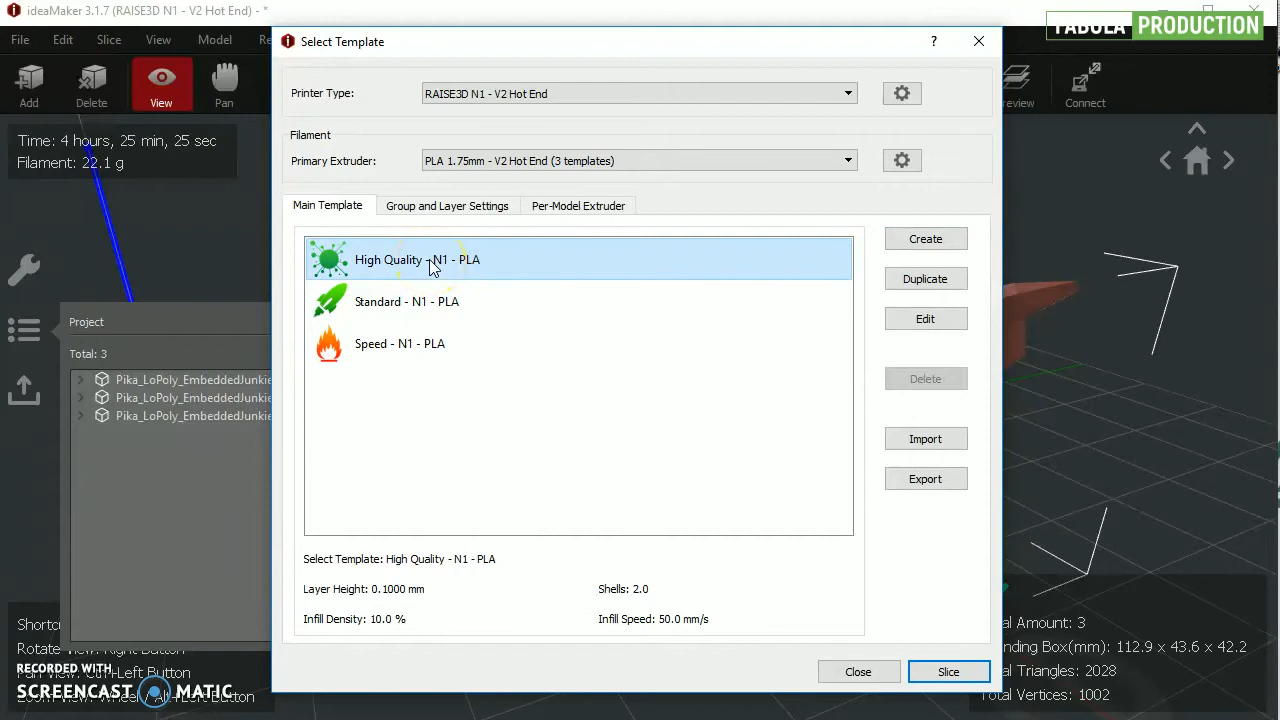 ideaMaker 3.1.7 (RAISE3D N1 - V2 Hot End) - *
FABULA PRODUCTION
File Edit Slice View Model
Select Template
?
Add Delete View Pan
Connect
Printer Type: RAISE3D N1 - V2 Hot End
Time: 4 hours, 25 min, 25 sec
Filament: 22.1 g
Filament
Primary Extruder: PLA 1.75mm - V2 Hot End (3 templates)
Main Template Group and Layer Settings Per-Model Extruder
High Quality - N1 - PLA
Standard - N1 - PLA
Speed - N1 - PLA
Create
Duplicate
Edit
Delete
Import
Export
Project
Total: 3
Pika_LoPoly_EmbeddedJunkie
Pika_LoPoly_EmbeddedJunkie
Pika_LoPoly_EmbeddedJunkie
Select Template: High Quality - N1 - PLA
Layer Height: 0.1000 mm Shells: 2.0
Infill Density: 10.0 % Infill Speed: 50.0 mm/s
Close Slice
Amount: 3
Box(mm): 112.9 x 43.6 x 42.2
Triangles: 2028
Vertices: 1002
Button
RECORDED WITH
SCREENCAST MATIC
Button